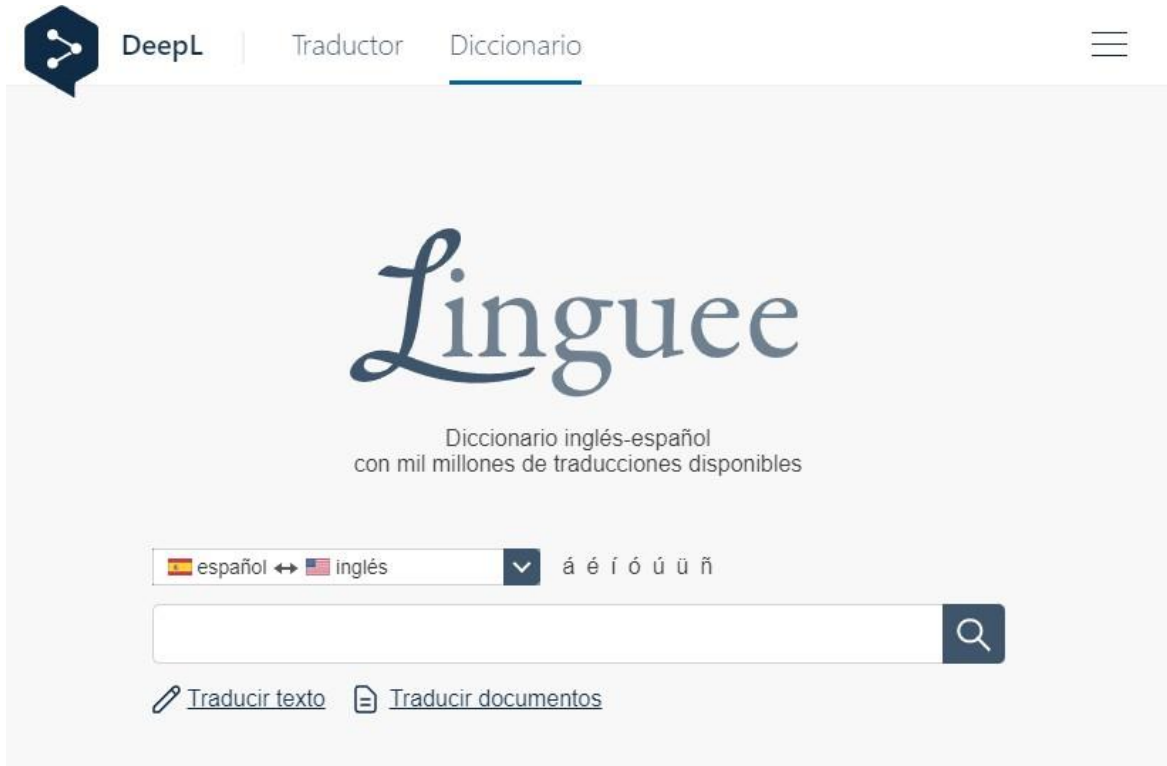 DeepL Traductor Diccionario
Linguee
Diccionario inglés-español
con mil millones de traducciones disponibles
español ↔ inglés á é í ó ú ü ñ
Traducir texto Traducir documentos